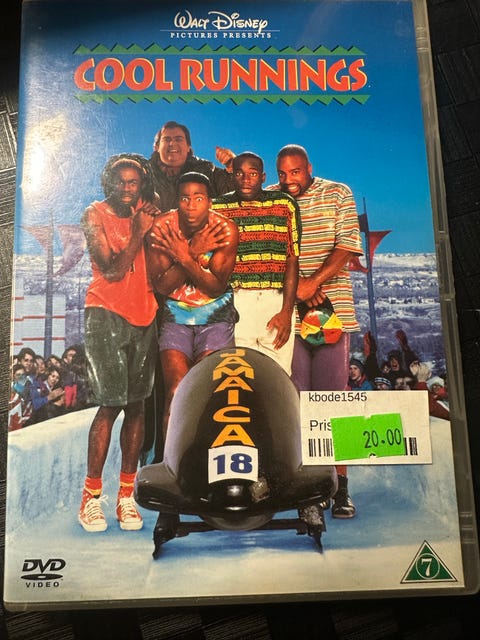 WALT DISNEY
PICTURES PRESENTS
COOL RUNNINGS
JAMAICA
18
kbode1545
Pris
20.00
DVD
VIDEO
7